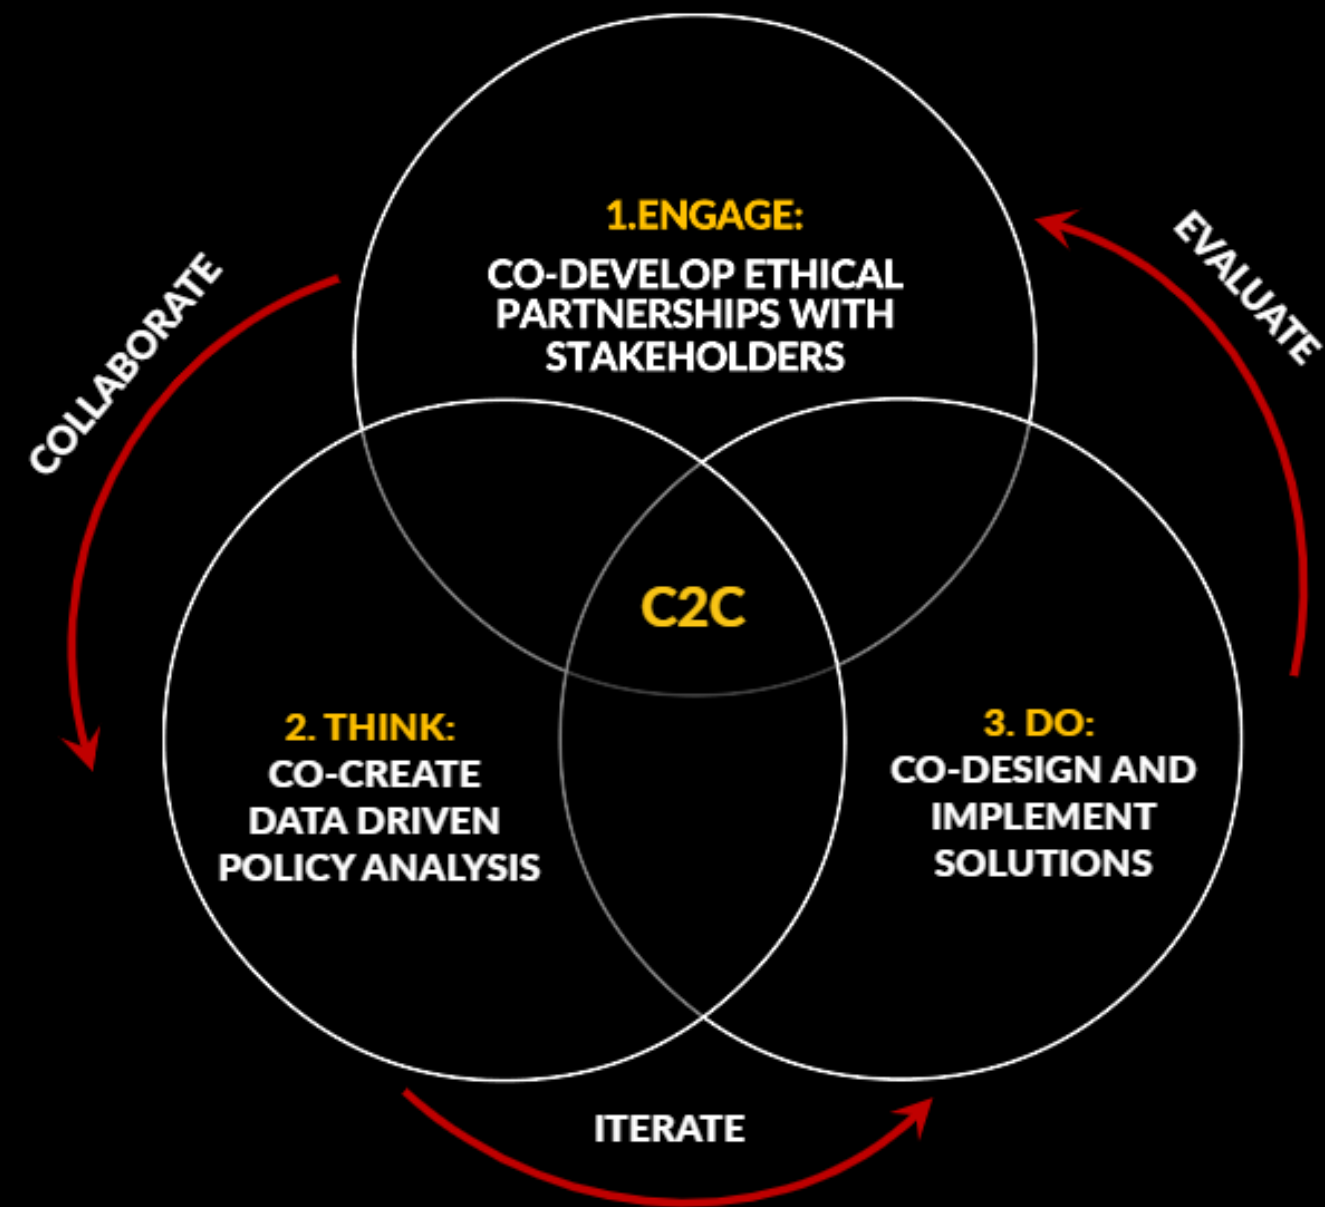 1.ENGAGE:
CO-DEVELOP ETHICAL
PARTNERSHIPS WITH
STAKEHOLDERS
COLLABORATE
EVALUATE
C2C
2. THINK:
CO-CREATE
DATA DRIVEN
POLICY ANALYSIS
3. DO:
CO-DESIGN AND
IMPLEMENT
SOLUTIONS
ITERATE